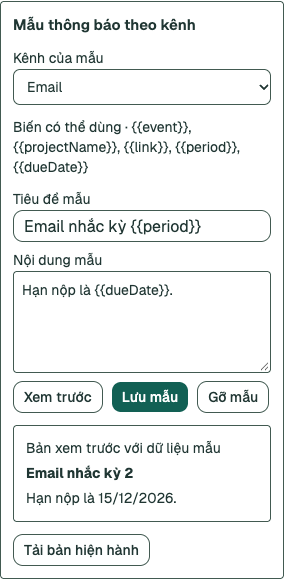 Mẫu thông báo theo kênh
Kênh của mẫu
Email
Biến có thể dùng · {{event}},
{{projectName}}, {{link}}, {{period}},
{{dueDate}}
Tiêu đề mẫu
Email nhắc kỳ {{period}}
Nội dung mẫu
Hạn nộp là {{dueDate}}.
Xem trước Lưu mẫu Gỡ mẫu
Bản xem trước với dữ liệu mẫu
Email nhắc kỳ 2
Hạn nộp là 15/12/2026.
Tải bản hiện hành